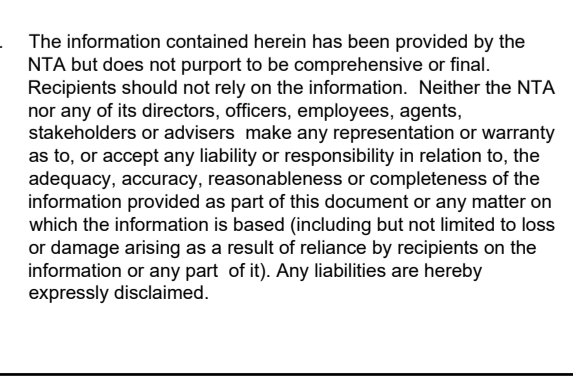 . The information contained herein has been provided by the
NTA but does not purport to be comprehensive or final.
Recipients should not rely on the information.  Neither the NTA
nor any of its directors, officers, employees, agents,
stakeholders or advisers  make any representation or warranty
as to, or accept any liability or responsibility in relation to, the
adequacy, accuracy, reasonableness or completeness of the
information provided as part of this document or any matter on
which the information is based (including but not limited to loss
or damage arising as a result of reliance by recipients on the
information or any part  of it). Any liabilities are hereby
expressly disclaimed.